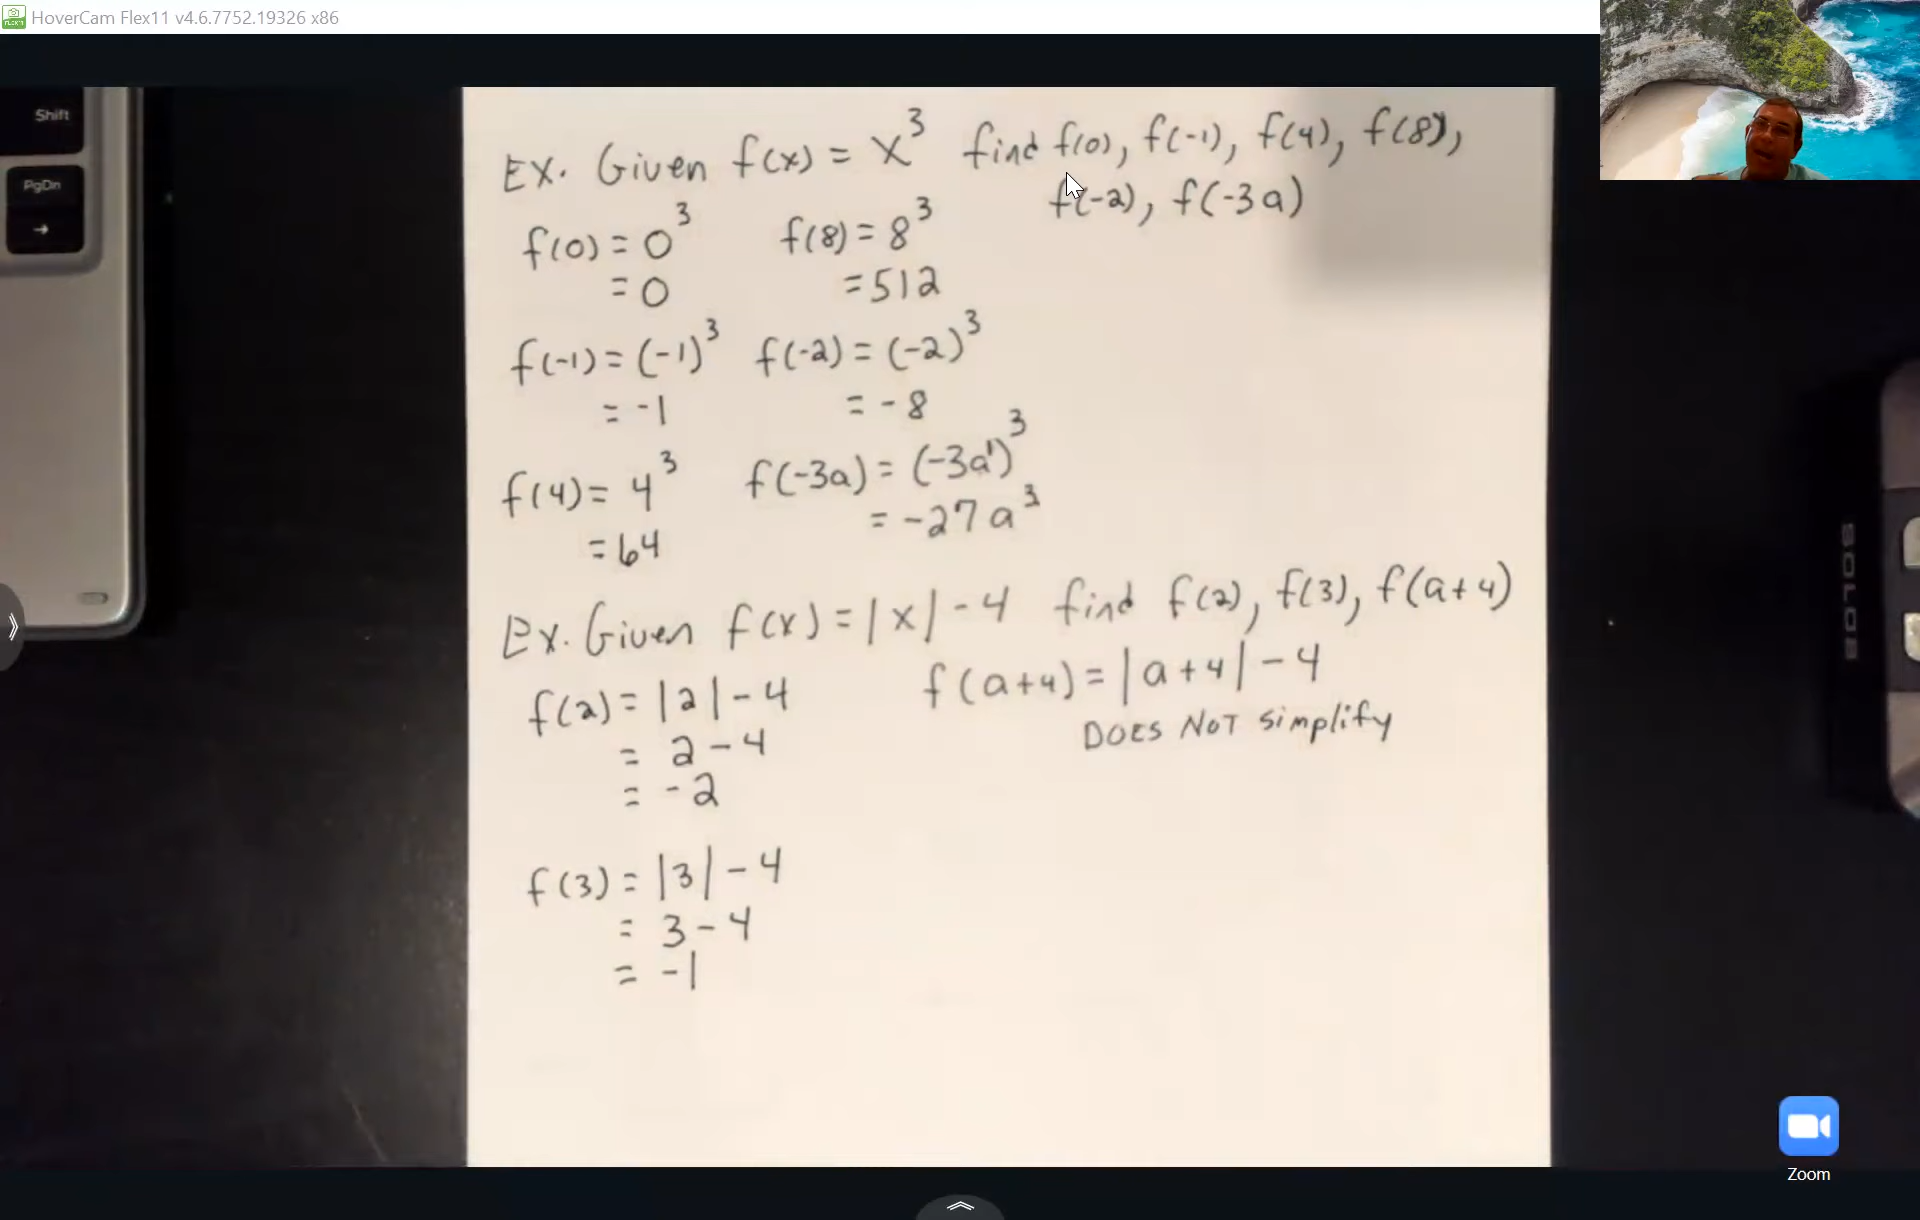 HoverCam Flex11 v4.6.7752.19326 x86
Shift
PgDn
→
Ex. Given f(x) = x³ find f(0), f(-1), f(4), f(8),
f(-2), f(-3a)
f(0) = 0³
= 0
f(8) = 8³
= 512
f(-1) = (-1)³
= -1
f(-2) = (-2)³
= -8
f(4) = 4³
= 64
f(-3a) = (-3a¹)³
= -27a³
Ex. Given f(x) = |x| - 4 find f(2), f(3), f(a+4)
f(2) = |2| - 4
= 2 - 4
= -2
f(a+4) = |a+4| - 4
DOES NOT simplify
f(3) = |3| - 4
= 3 - 4
= -1
SOLO8
Zoom